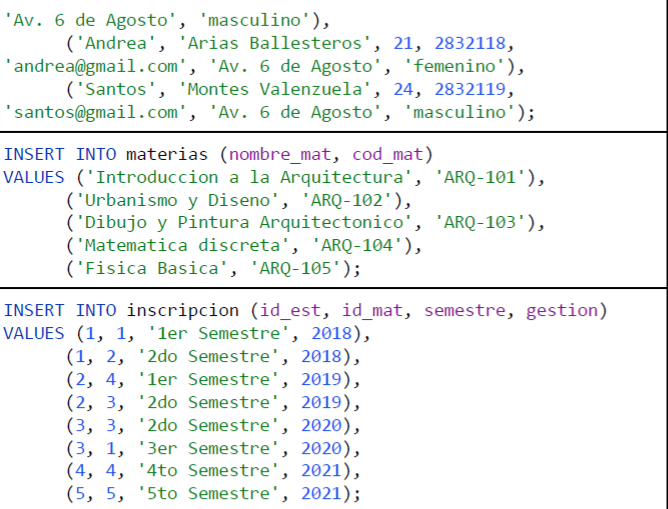 'Av. 6 de Agosto', 'masculino'),
('Andrea', 'Arias Ballesteros', 21, 2832118,
'andrea@gmail.com', 'Av. 6 de Agosto', 'femenino'),
('Santos', 'Montes Valenzuela', 24, 2832119,
'santos@gmail.com', 'Av. 6 de Agosto', 'masculino');
INSERT INTO materias (nombre_mat, cod_mat)
VALUES ('Introduccion a la Arquitectura', 'ARQ-101'),
('Urbanismo y Diseno', 'ARQ-102'),
('Dibujo y Pintura Arquitectonico', 'ARQ-103'),
('Matematica discreta', 'ARQ-104'),
('Fisica Basica', 'ARQ-105');
INSERT INTO inscripcion (id_est, id_mat, semestre, gestion)
VALUES (1, 1, '1er Semestre', 2018),
(1, 2, '2do Semestre', 2018),
(2, 4, '1er Semestre', 2019),
(2, 3, '2do Semestre', 2019),
(3, 3, '2do Semestre', 2020),
(3, 1, '3er Semestre', 2020),
(4, 4, '4to Semestre', 2021),
(5, 5, '5to Semestre', 2021);